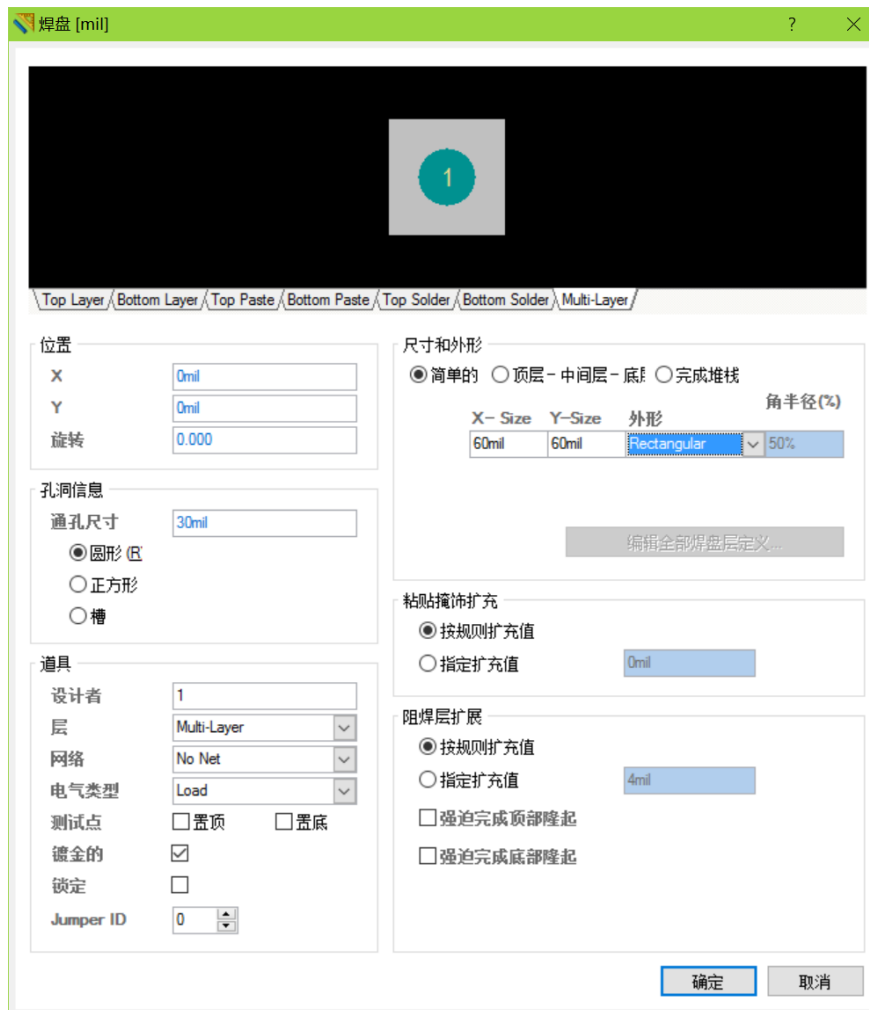 焊盘 [mil]
?
1
Top Layer Bottom Layer Top Paste Bottom Paste Top Solder Bottom Solder Multi-Layer
位置
X 0mil
Y 0mil
旋转 0.000
孔洞信息
通孔尺寸 30mil
圆形 (R
正方形
槽
道具
设计者 1
层 Multi-Layer
网络 No Net
电气类型 Load
测试点 置顶 置底
镀金的
锁定
Jumper ID 0
尺寸和外形
简单的 顶层-中间层-底层 完成堆栈
X- Size Y-Size 外形 角半径(%)
60mil 60mil Rectangular 50%
编辑全部焊盘层定义...
粘贴掩饰扩充
按规则扩充值
指定扩充值 0mil
阻焊层扩展
按规则扩充值
指定扩充值 4mil
强迫完成顶部隆起
强迫完成底部隆起
确定 取消